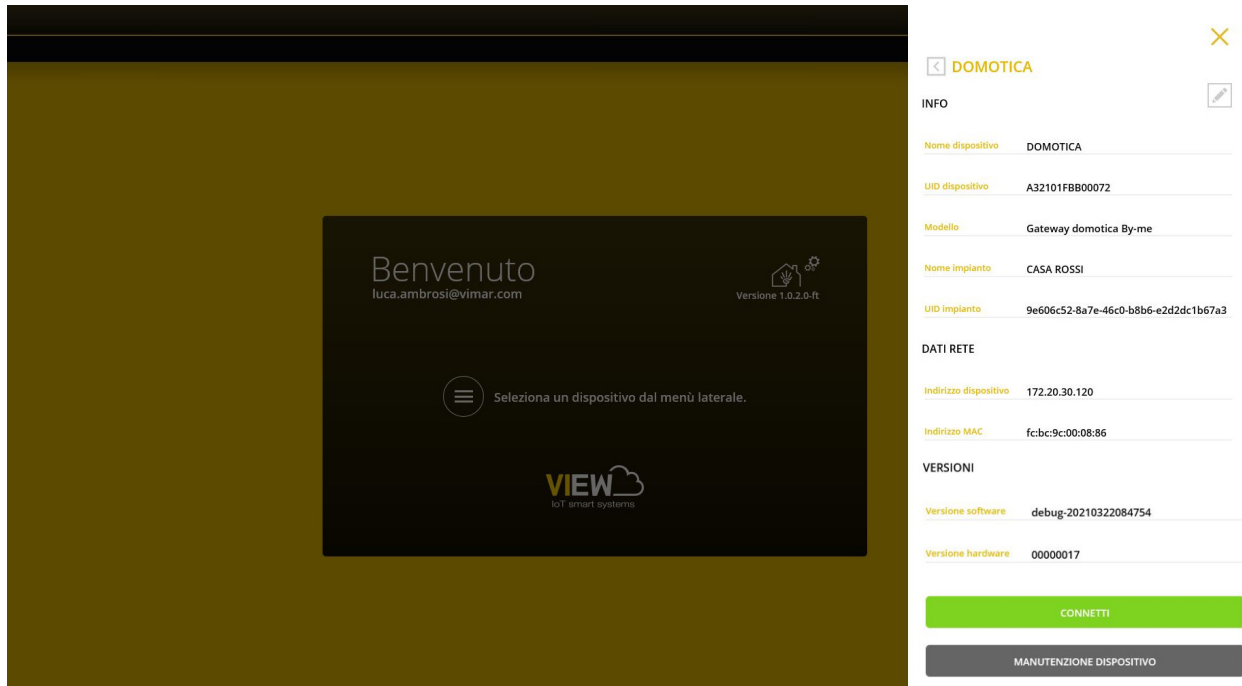 Benvenuto
luca.ambrosi@vimar.com
Versione 1.0.2.0-ft
Seleziona un dispositivo dal menù laterale.
VIEW
IoT smart systems
DOMOTICA
INFO
Nome dispositivo DOMOTICA
UID dispositivo A32101FBB00072
Modello Gateway domotica By-me
Nome impianto CASA ROSSI
UID impianto 9e606c52-8a7e-46c0-b8b6-e2d2dc1b67a3
DATI RETE
Indirizzo dispositivo 172.20.30.120
Indirizzo MAC fc:bc:9c:00:08:86
VERSIONI
Versione software debug-20210322084754
Versione hardware 00000017
CONNETTI
MANUTENZIONE DISPOSITIVO